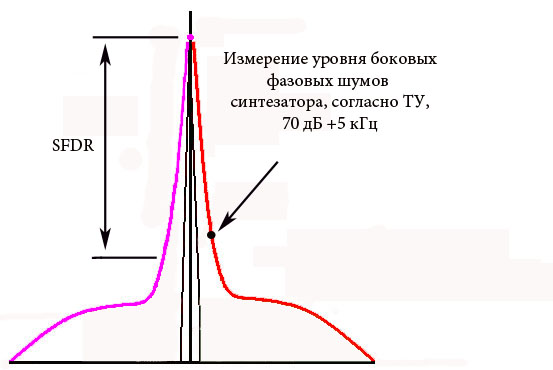 Измерение уровня боковых
фазовых шумов
синтезатора, согласно ТУ,
70 дБ +5 кГц
SFDR